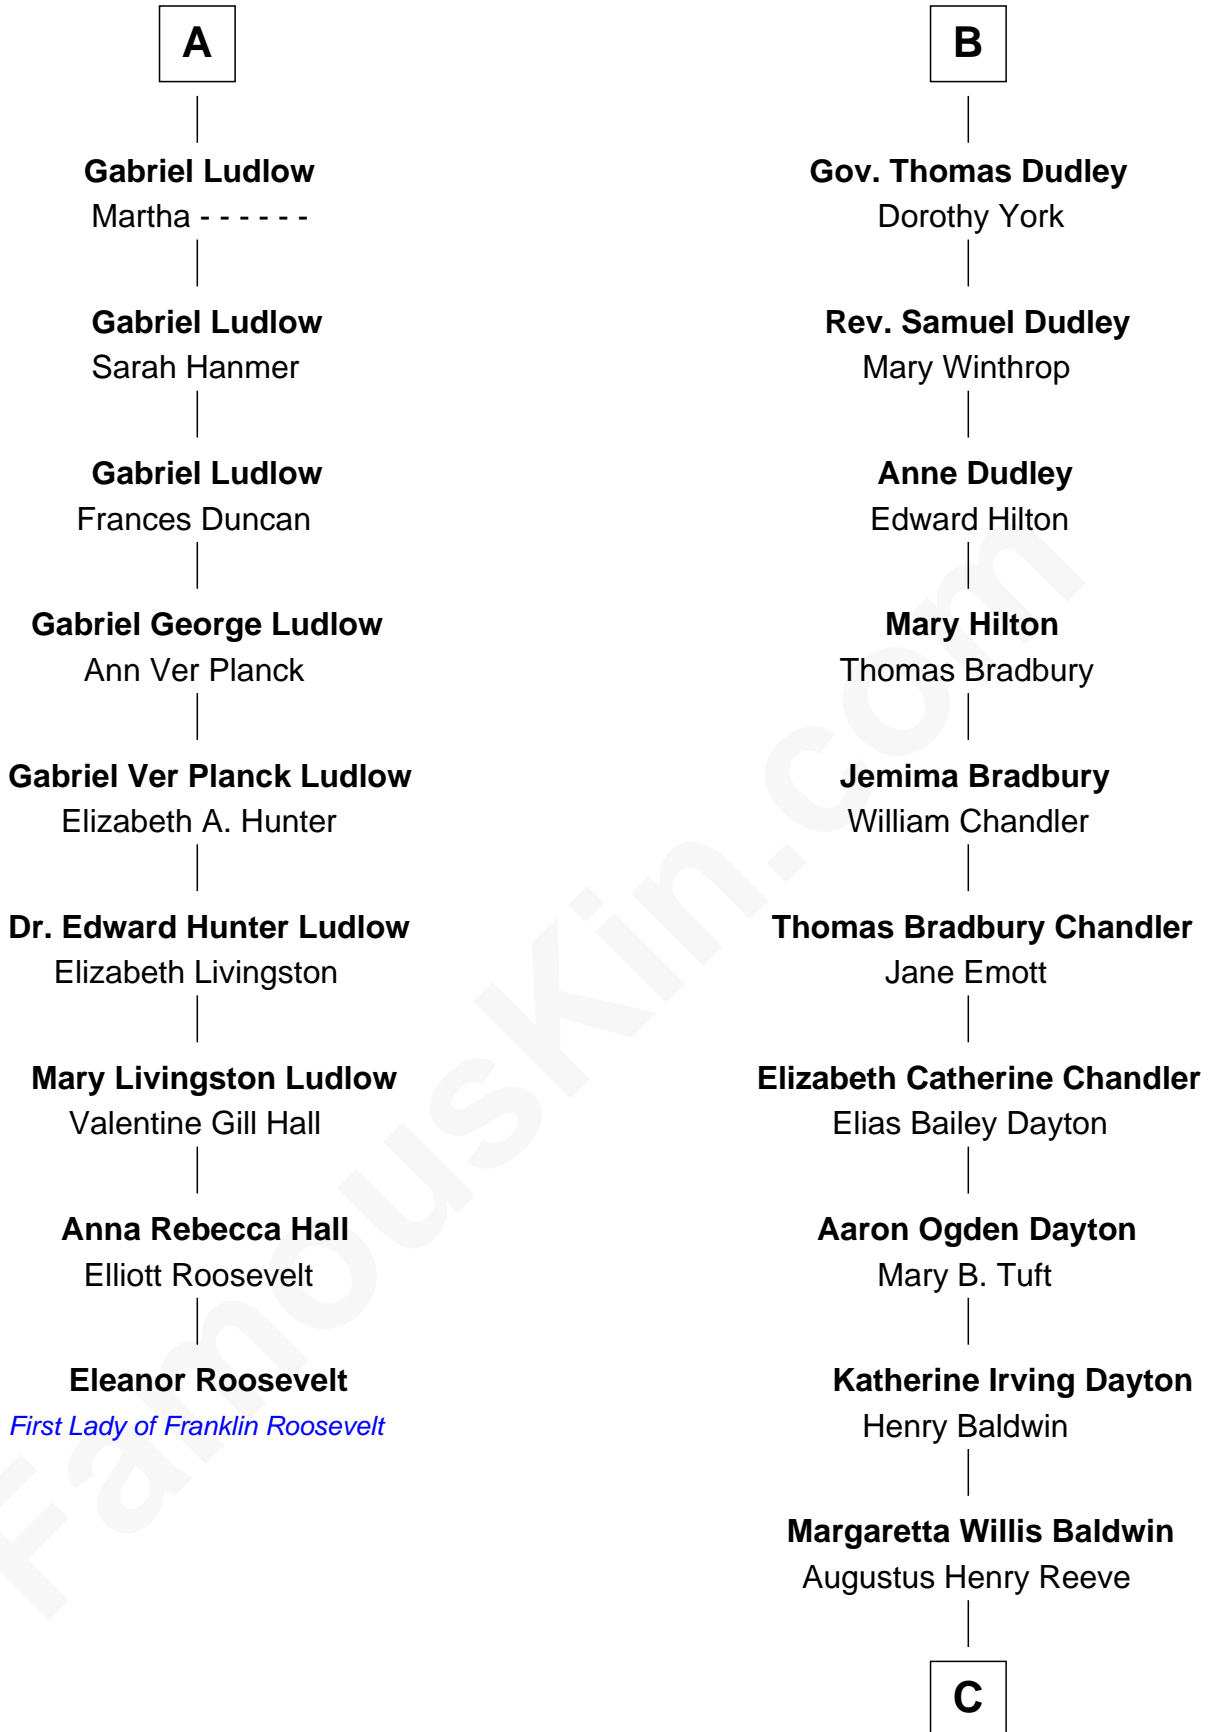 A
Gabriel Ludlow
Martha - - - - - -
Gabriel Ludlow
Sarah Hanmer
Gabriel Ludlow
Frances Duncan
Gabriel George Ludlow
Ann Ver Planck
Gabriel Ver Planck Ludlow
Elizabeth A. Hunter
Dr. Edward Hunter Ludlow
Elizabeth Livingston
Mary Livingston Ludlow
Valentine Gill Hall
Anna Rebecca Hall
Elliott Roosevelt
Eleanor Roosevelt
First Lady of Franklin Roosevelt
B
Gov. Thomas Dudley
Dorothy York
Rev. Samuel Dudley
Mary Winthrop
Anne Dudley
Edward Hilton
Mary Hilton
Thomas Bradbury
Jemima Bradbury
William Chandler
Thomas Bradbury Chandler
Jane Emott
Elizabeth Catherine Chandler
Elias Bailey Dayton
Aaron Ogden Dayton
Mary B. Tuft
Katherine Irving Dayton
Henry Baldwin
Margaretta Willis Baldwin
Augustus Henry Reeve
C
FamousKin.com